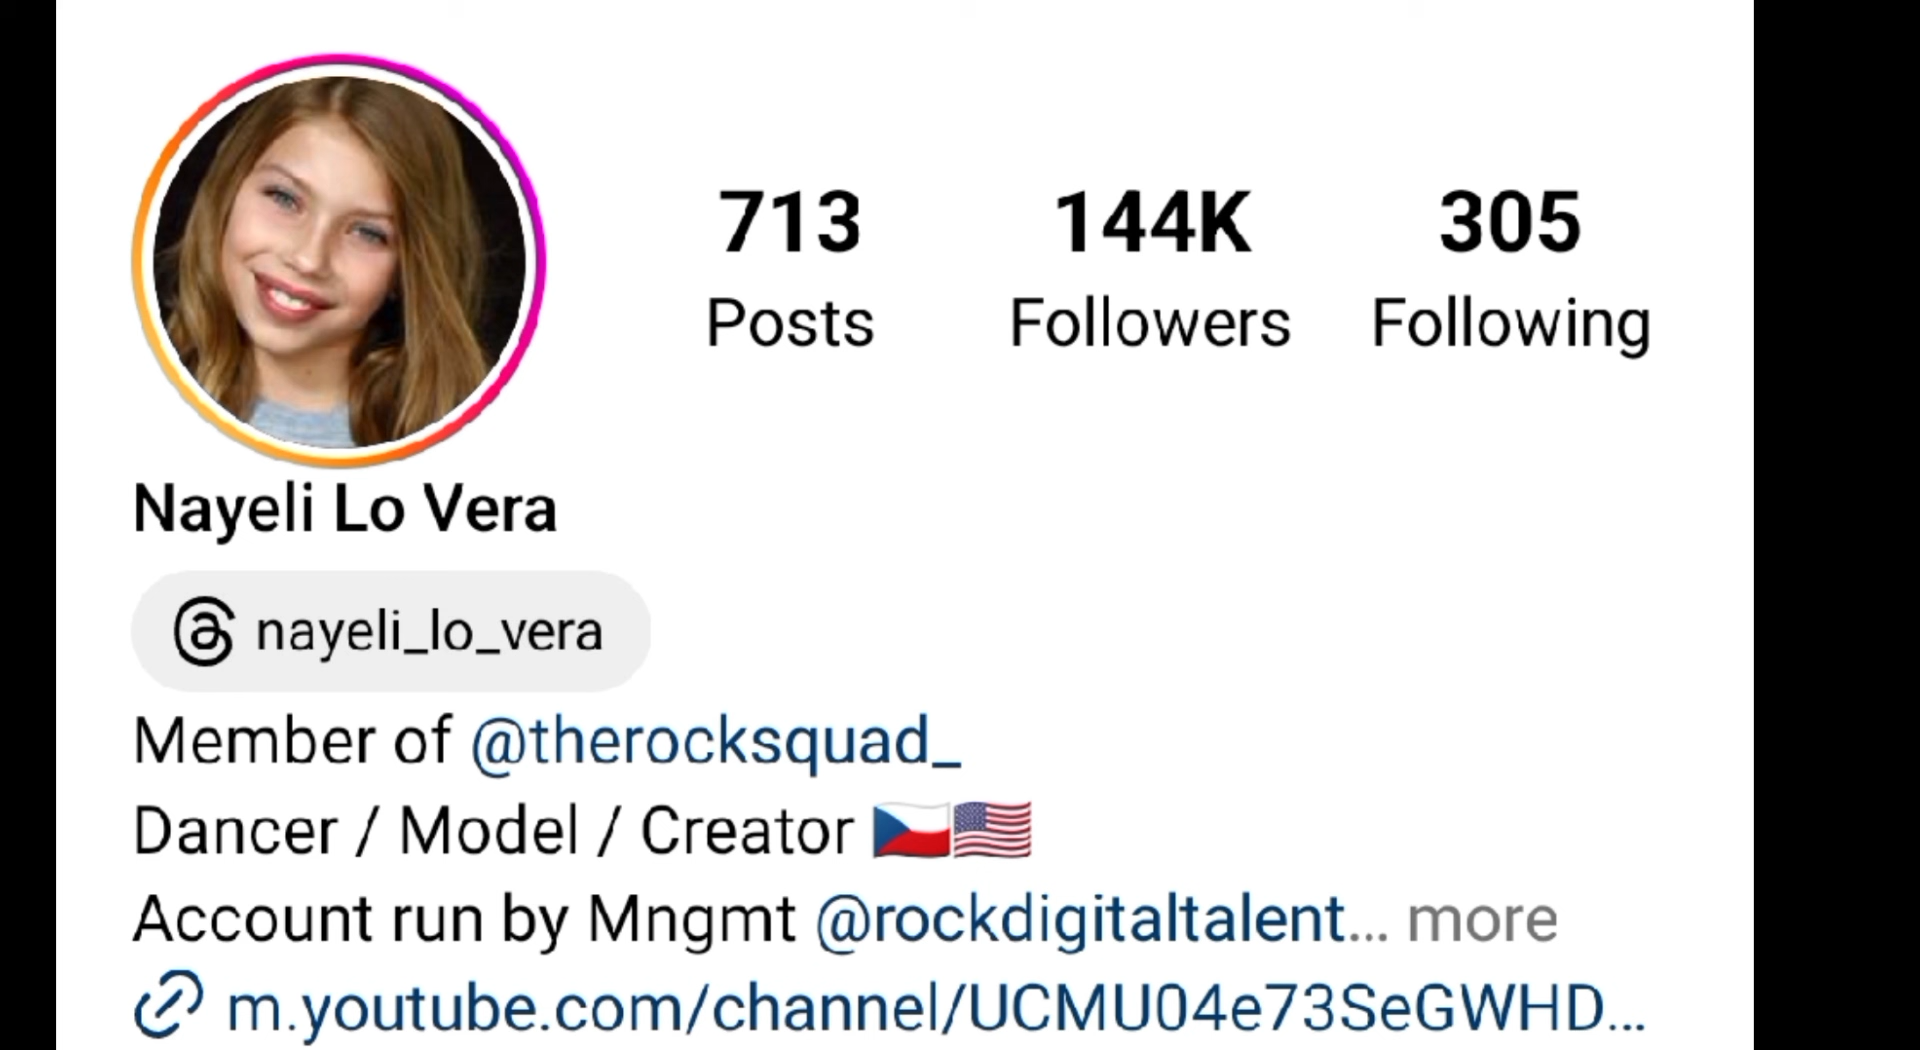 713 144K 305
Posts Followers Following
Nayeli Lo Vera
nayeli_lo_vera
Member of @therocksquad_
Dancer / Model / Creator 🇨🇿🇺🇸
Account run by Mngmt @rockdigitaltalent... more
m.youtube.com/channel/UCMU04e73SeGWHD...